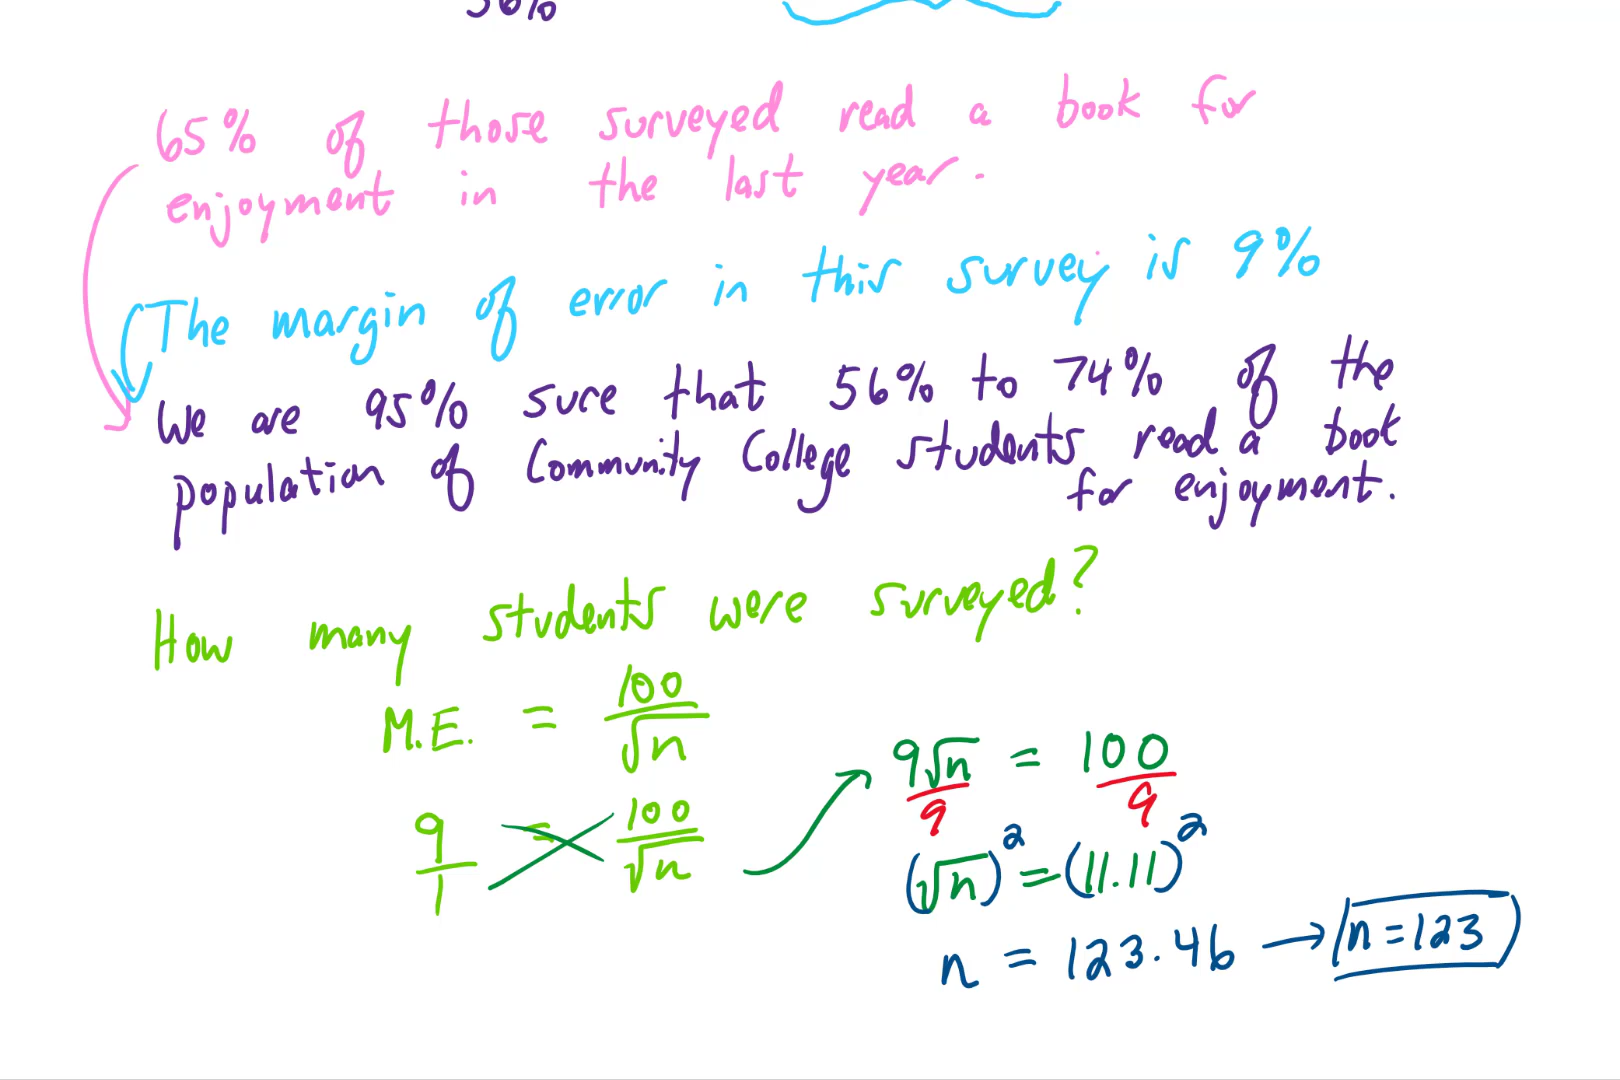 56%
65% of those surveyed read a book for
enjoyment in the last year.
The margin of error in this survey is 9%
We are 95% sure that 56% to 74% of the
population of Community College students read a book
for enjoyment.
How many students were surveyed?
M.E. = 100/√n
9/1 = 100/√n
9√n/9 = 100/9
(√n)² = (11.11)²
n = 123.46 → n = 123